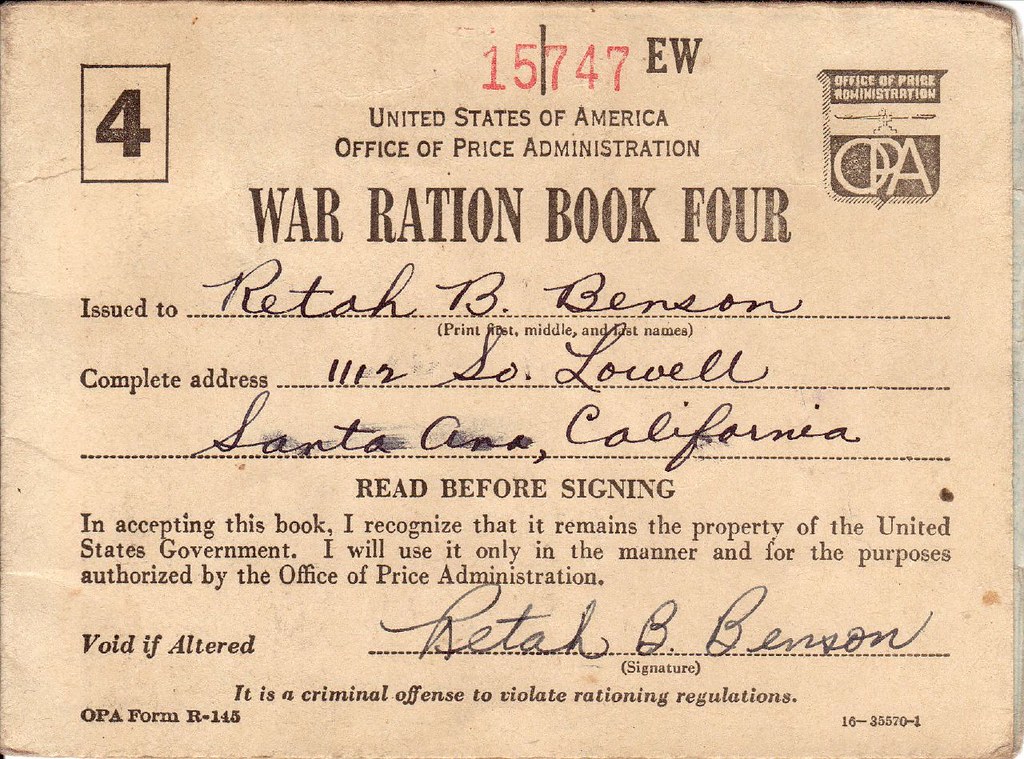 15747 EW
4
OFFICE OF PRICE
ADMINISTRATION
OPA
UNITED STATES OF AMERICA
OFFICE OF PRICE ADMINISTRATION
WAR RATION BOOK FOUR
Issued to Retah B. Benson
(Print first, middle, and last names)
Complete address 1112 So. Lowell
Santa Ana, California
READ BEFORE SIGNING
In accepting this book, I recognize that it remains the property of the United
States Government. I will use it only in the manner and for the purposes
authorized by the Office of Price Administration.
Void if Altered Retah B. Benson
(Signature)
It is a criminal offense to violate rationing regulations.
OPA Form R-145 16—35570-1